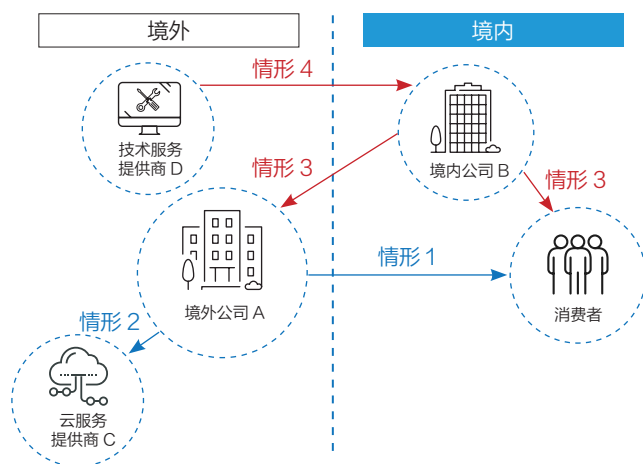 境外
境内
情形 4
技术服务
提供商 D
境内公司 B
情形 3
情形 3
境外公司 A
情形 1
消费者
情形 2
云服务
提供商 C